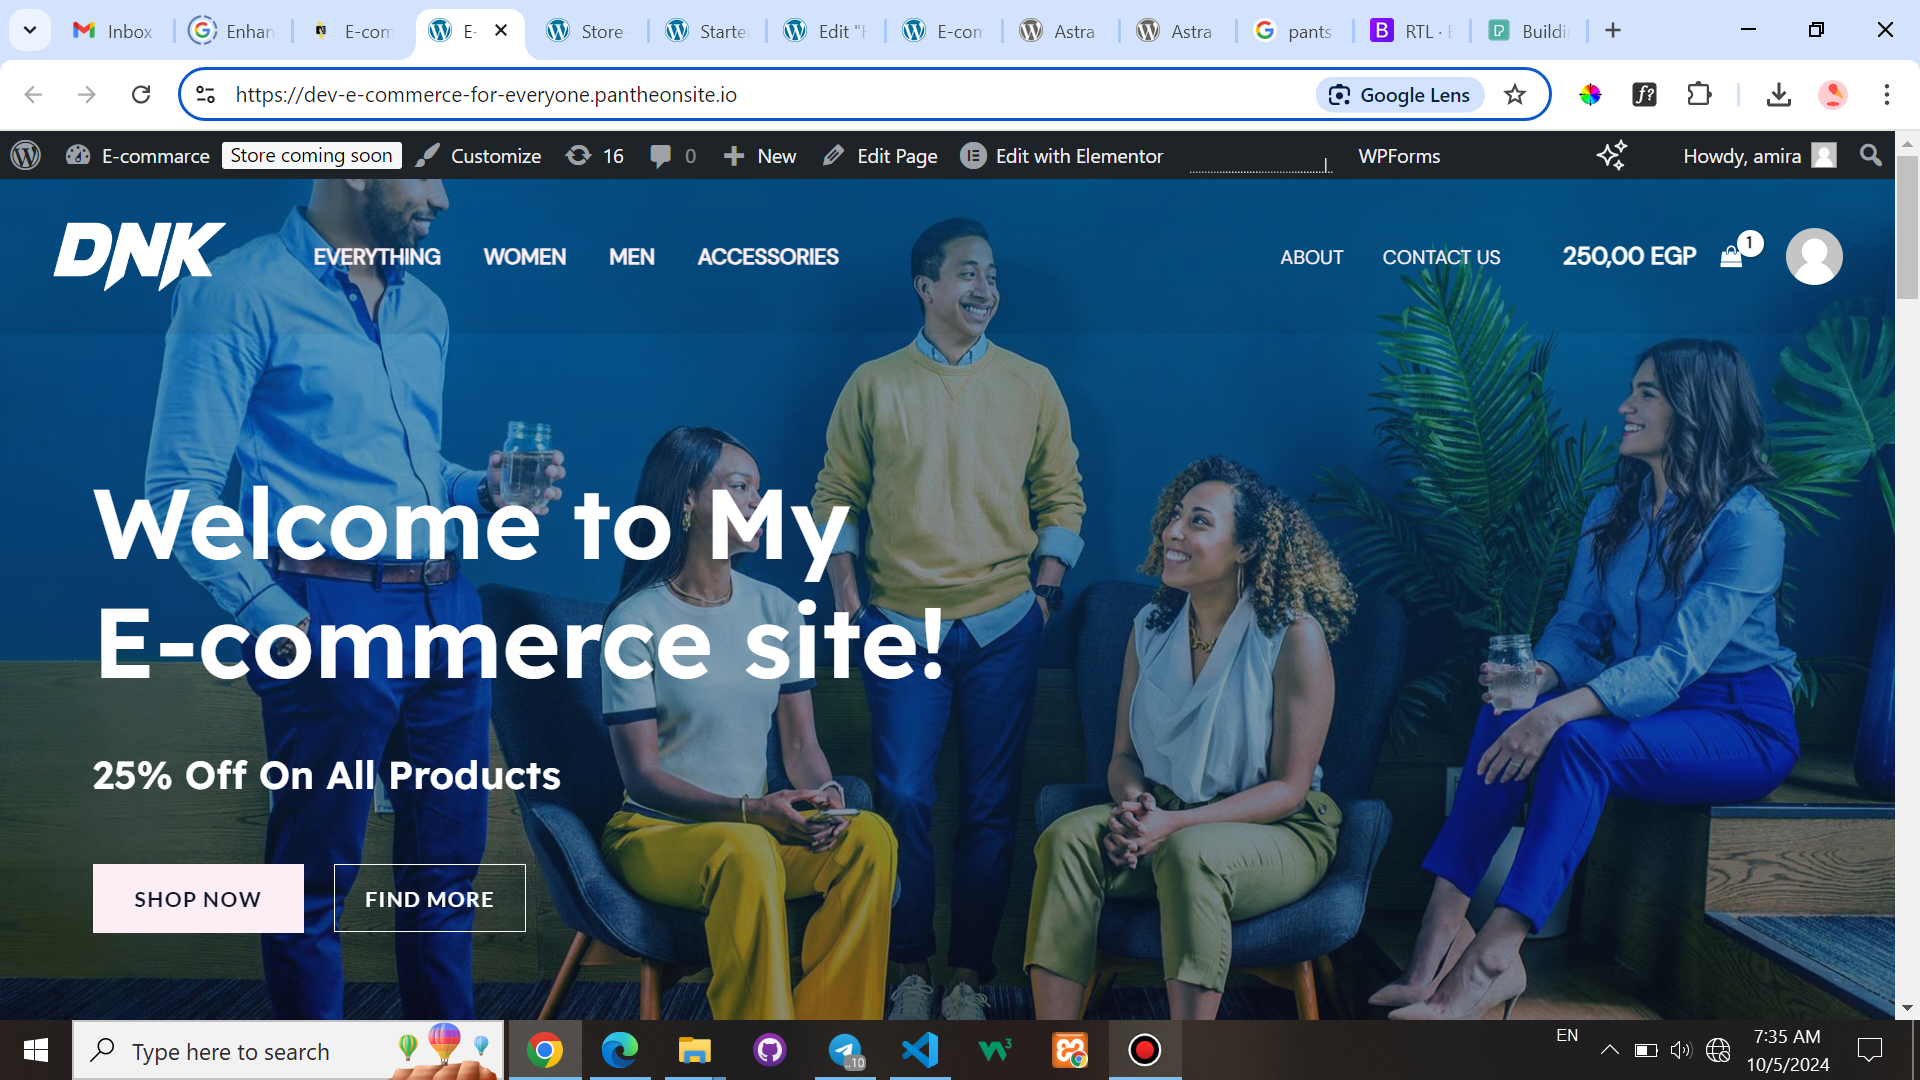 Inbox
Enhan
E-com
E-
Store
Starte
Edit "H
E-com
Astra
Astra
pants
RTL · B
Buildi
https://dev-e-commerce-for-everyone.pantheonsite.io
Google Lens
E-commarce
Store coming soon
Customize
16
0
New
Edit Page
Edit with Elementor
WPForms
Howdy, amira
DNK
EVERYTHING
WOMEN
MEN
ACCESSORIES
ABOUT
CONTACT US
250,00 EGP
1
Welcome to My
E-commerce site!
25% Off On All Products
SHOP NOW
FIND MORE
Type here to search
..10
EN
7:35 AM
10/5/2024